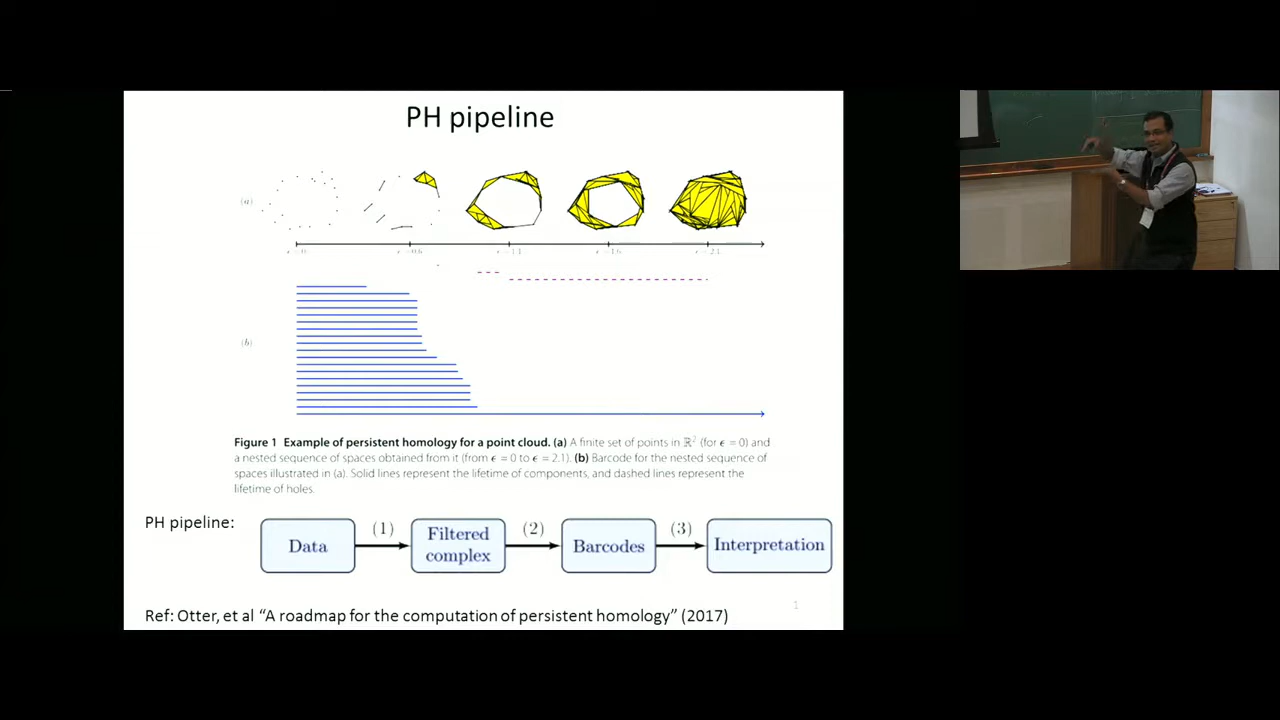 PH pipeline
(a)
(b)
Figure 1 Example of persistent homology for a point cloud. (a) A finite set of points in ℝ² (for ϵ = 0) and
a nested sequence of spaces obtained from it (from ϵ = 0 to ϵ = 2.1). (b) Barcode for the nested sequence of
spaces illustrated in (a). Solid lines represent the lifetime of components, and dashed lines represent the
lifetime of holes.
PH pipeline:
(1) (2) (3)
Data Filtered complex Barcodes Interpretation
1
Ref: Otter, et al “A roadmap for the computation of persistent homology” (2017)